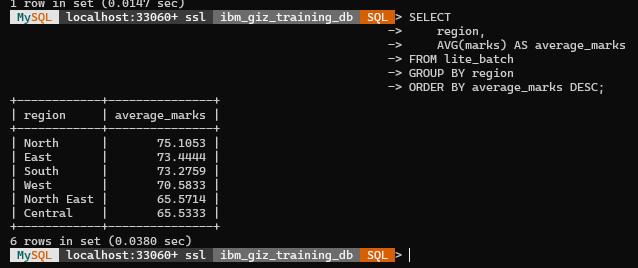 1 row in set (0.0147 sec)
MySQL localhost:33060+ ssl ibm_giz_training_db SQL > SELECT
-> region,
-> AVG(marks) AS average_marks
-> FROM lite_batch
-> GROUP BY region
-> ORDER BY average_marks DESC;
+------------+---------------+
| region     | average_marks |
+------------+---------------+
| North      |       75.1053 |
| East       |       73.4444 |
| South      |       73.2759 |
| West       |       70.5833 |
| North East |       65.5714 |
| Central    |       65.5333 |
+------------+---------------+
6 rows in set (0.0380 sec)
MySQL localhost:33060+ ssl ibm_giz_training_db SQL >